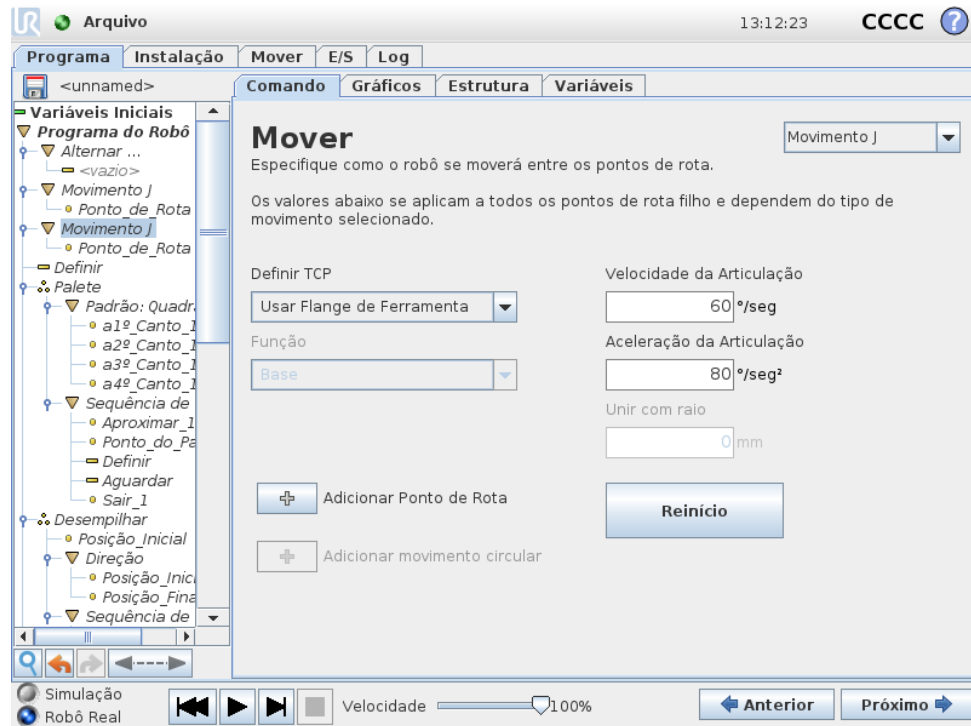 UR Arquivo 13:12:23 CCCC ?
Programa Instalação Mover E/S Log
<unnamed> Comando Gráficos Estrutura Variáveis
Variáveis Iniciais
Programa do Robô
Alternar ...
<vazio>
Movimento J
Ponto_de_Rota
Movimento J
Ponto_de_Rota
Definir
Palete
Padrão: Quadr
a1º_Canto_1
a2º_Canto_1
a3º_Canto_1
a4º_Canto_1
Sequência de
Aproximar_1
Ponto_do_Pa
Definir
Aguardar
Sair_1
Desempilhar
Posição_Inicial
Direção
Posição_Inici
Posição_Fina
Sequência de
Mover
Movimento J
Especifique como o robô se moverá entre os pontos de rota.
Os valores abaixo se aplicam a todos os pontos de rota filho e dependem do tipo de
movimento selecionado.
Definir TCP
Usar Flange de Ferramenta
Função
Base
Velocidade da Articulação
60 °/seg
Aceleração da Articulação
80 °/seg²
Unir com raio
0 mm
Adicionar Ponto de Rota
Adicionar movimento circular
Reinício
Simulação
Robô Real
Velocidade 100%
Anterior
Próximo